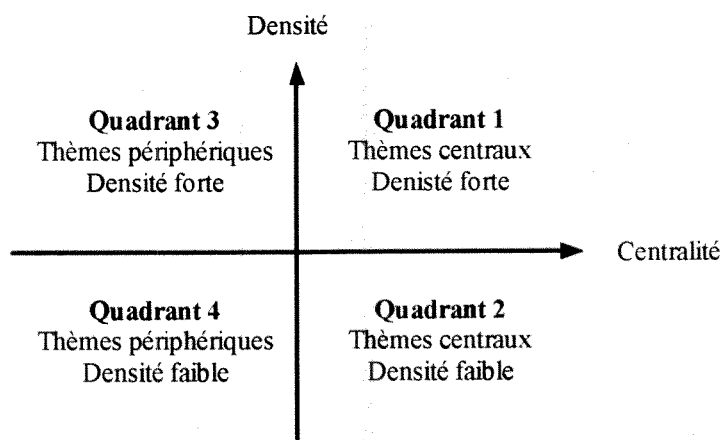 Densité
Quadrant 3
Thèmes périphériques
Densité forte
Quadrant 1
Thèmes centraux
Denisté forte
Centralité
Quadrant 4
Thèmes périphériques
Densité faible
Quadrant 2
Thèmes centraux
Densité faible